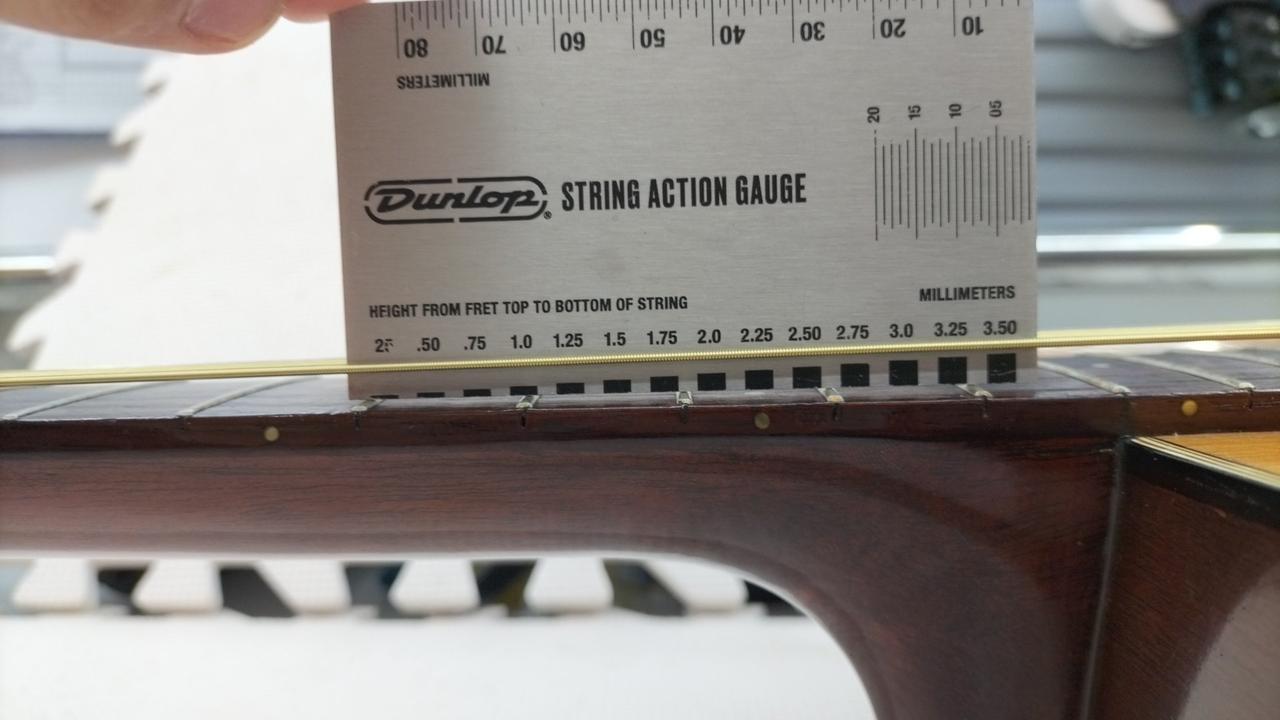 80 70 60 50 40 30 20 10
MILLIMETERS
20 15 10 05
Dunlop® STRING ACTION GAUGE
MILLIMETERS
HEIGHT FROM FRET TOP TO BOTTOM OF STRING
.50 .75 1.0 1.25 1.5 1.75 2.0 2.25 2.50 2.75 3.0 3.25 3.50